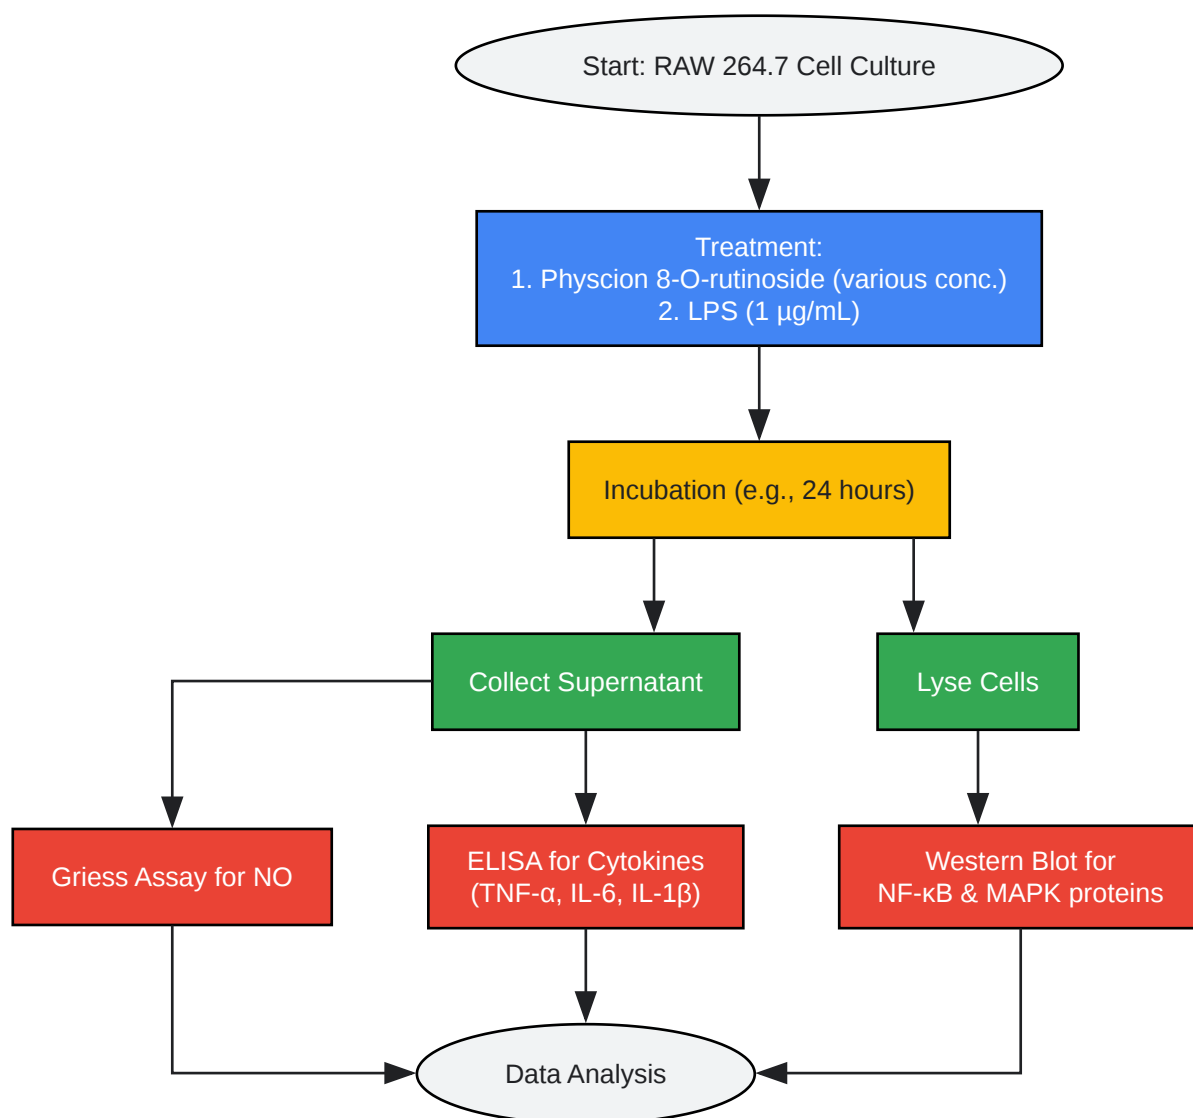 Start: RAW 264.7 Cell Culture
Treatment:
1. Physcion 8-O-rutinoside (various conc.)
2. LPS (1 µg/mL)
Incubation (e.g., 24 hours)
Collect Supernatant
Lyse Cells
Griess Assay for NO
ELISA for Cytokines
(TNF-α, IL-6, IL-1β)
Western Blot for
NF-κB & MAPK proteins
Data Analysis